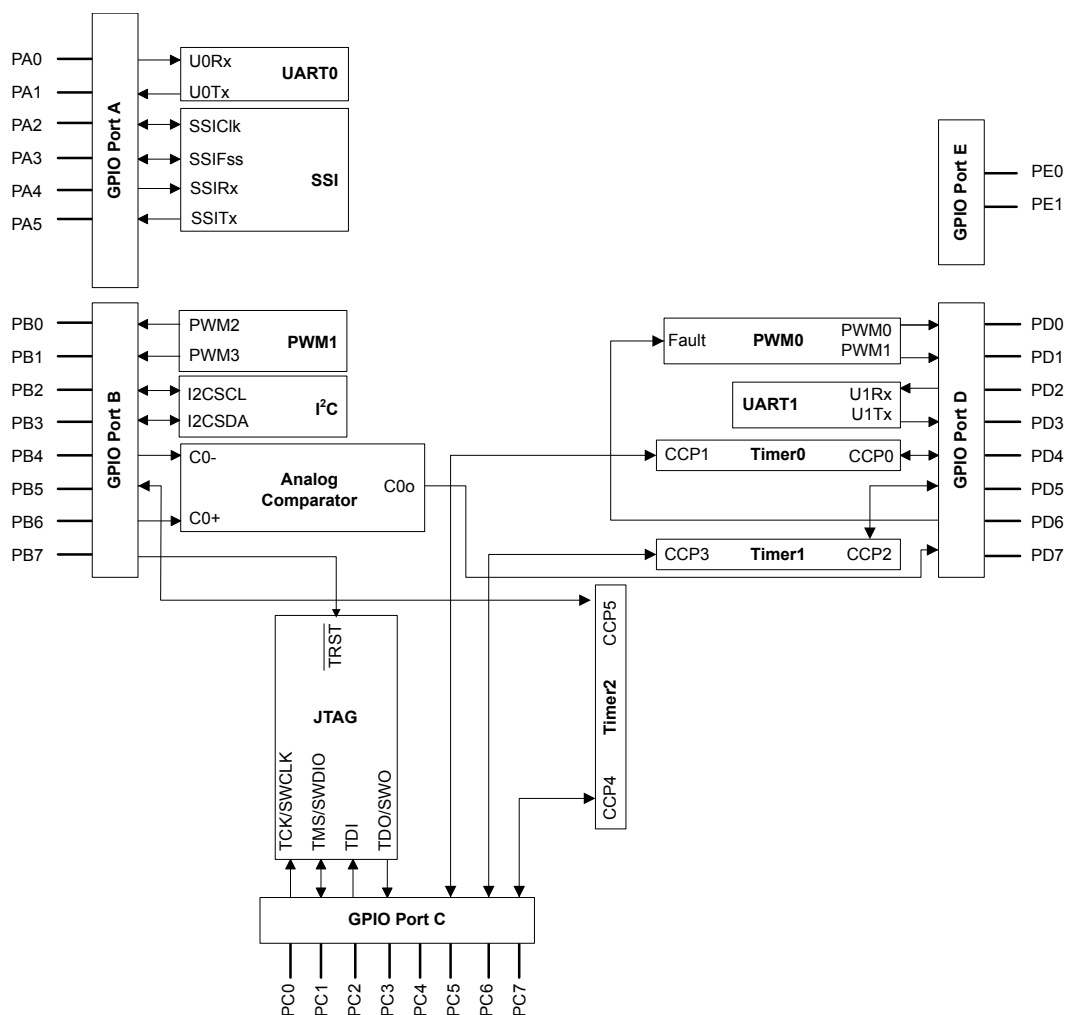 PA0
PA1
PA2
PA3
PA4
PA5
GPIO Port A
U0Rx
U0Tx
UART0
SSIClk
SSIFss
SSIRx
SSITx
SSI
GPIO Port E
PE0
PE1
PB0
PB1
PB2
PB3
PB4
PB5
PB6
PB7
GPIO Port B
PWM2
PWM3
PWM1
I2CSCL
I2CSDA
I²C
C0-
C0+
Analog
Comparator
C0o
Fault
PWM0
PWM0
PWM1
UART1
U1Rx
U1Tx
CCP1
Timer0
CCP0
CCP3
Timer1
CCP2
GPIO Port D
PD0
PD1
PD2
PD3
PD4
PD5
PD6
PD7
CCP5
Timer2
CCP4
TRST
JTAG
TCK/SWCLK
TMS/SWDIO
TDI
TDO/SWO
GPIO Port C
PC0
PC1
PC2
PC3
PC4
PC5
PC6
PC7